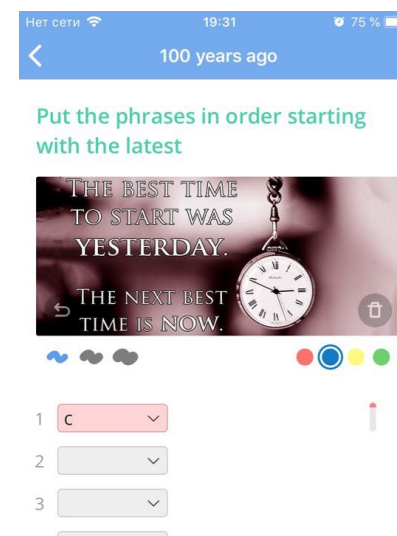 Нет сети 19:31 75 %
100 years ago
Put the phrases in order starting
with the latest
THE BEST TIME
TO START WAS
YESTERDAY.
THE NEXT BEST
TIME IS NOW.
1 C
2
3